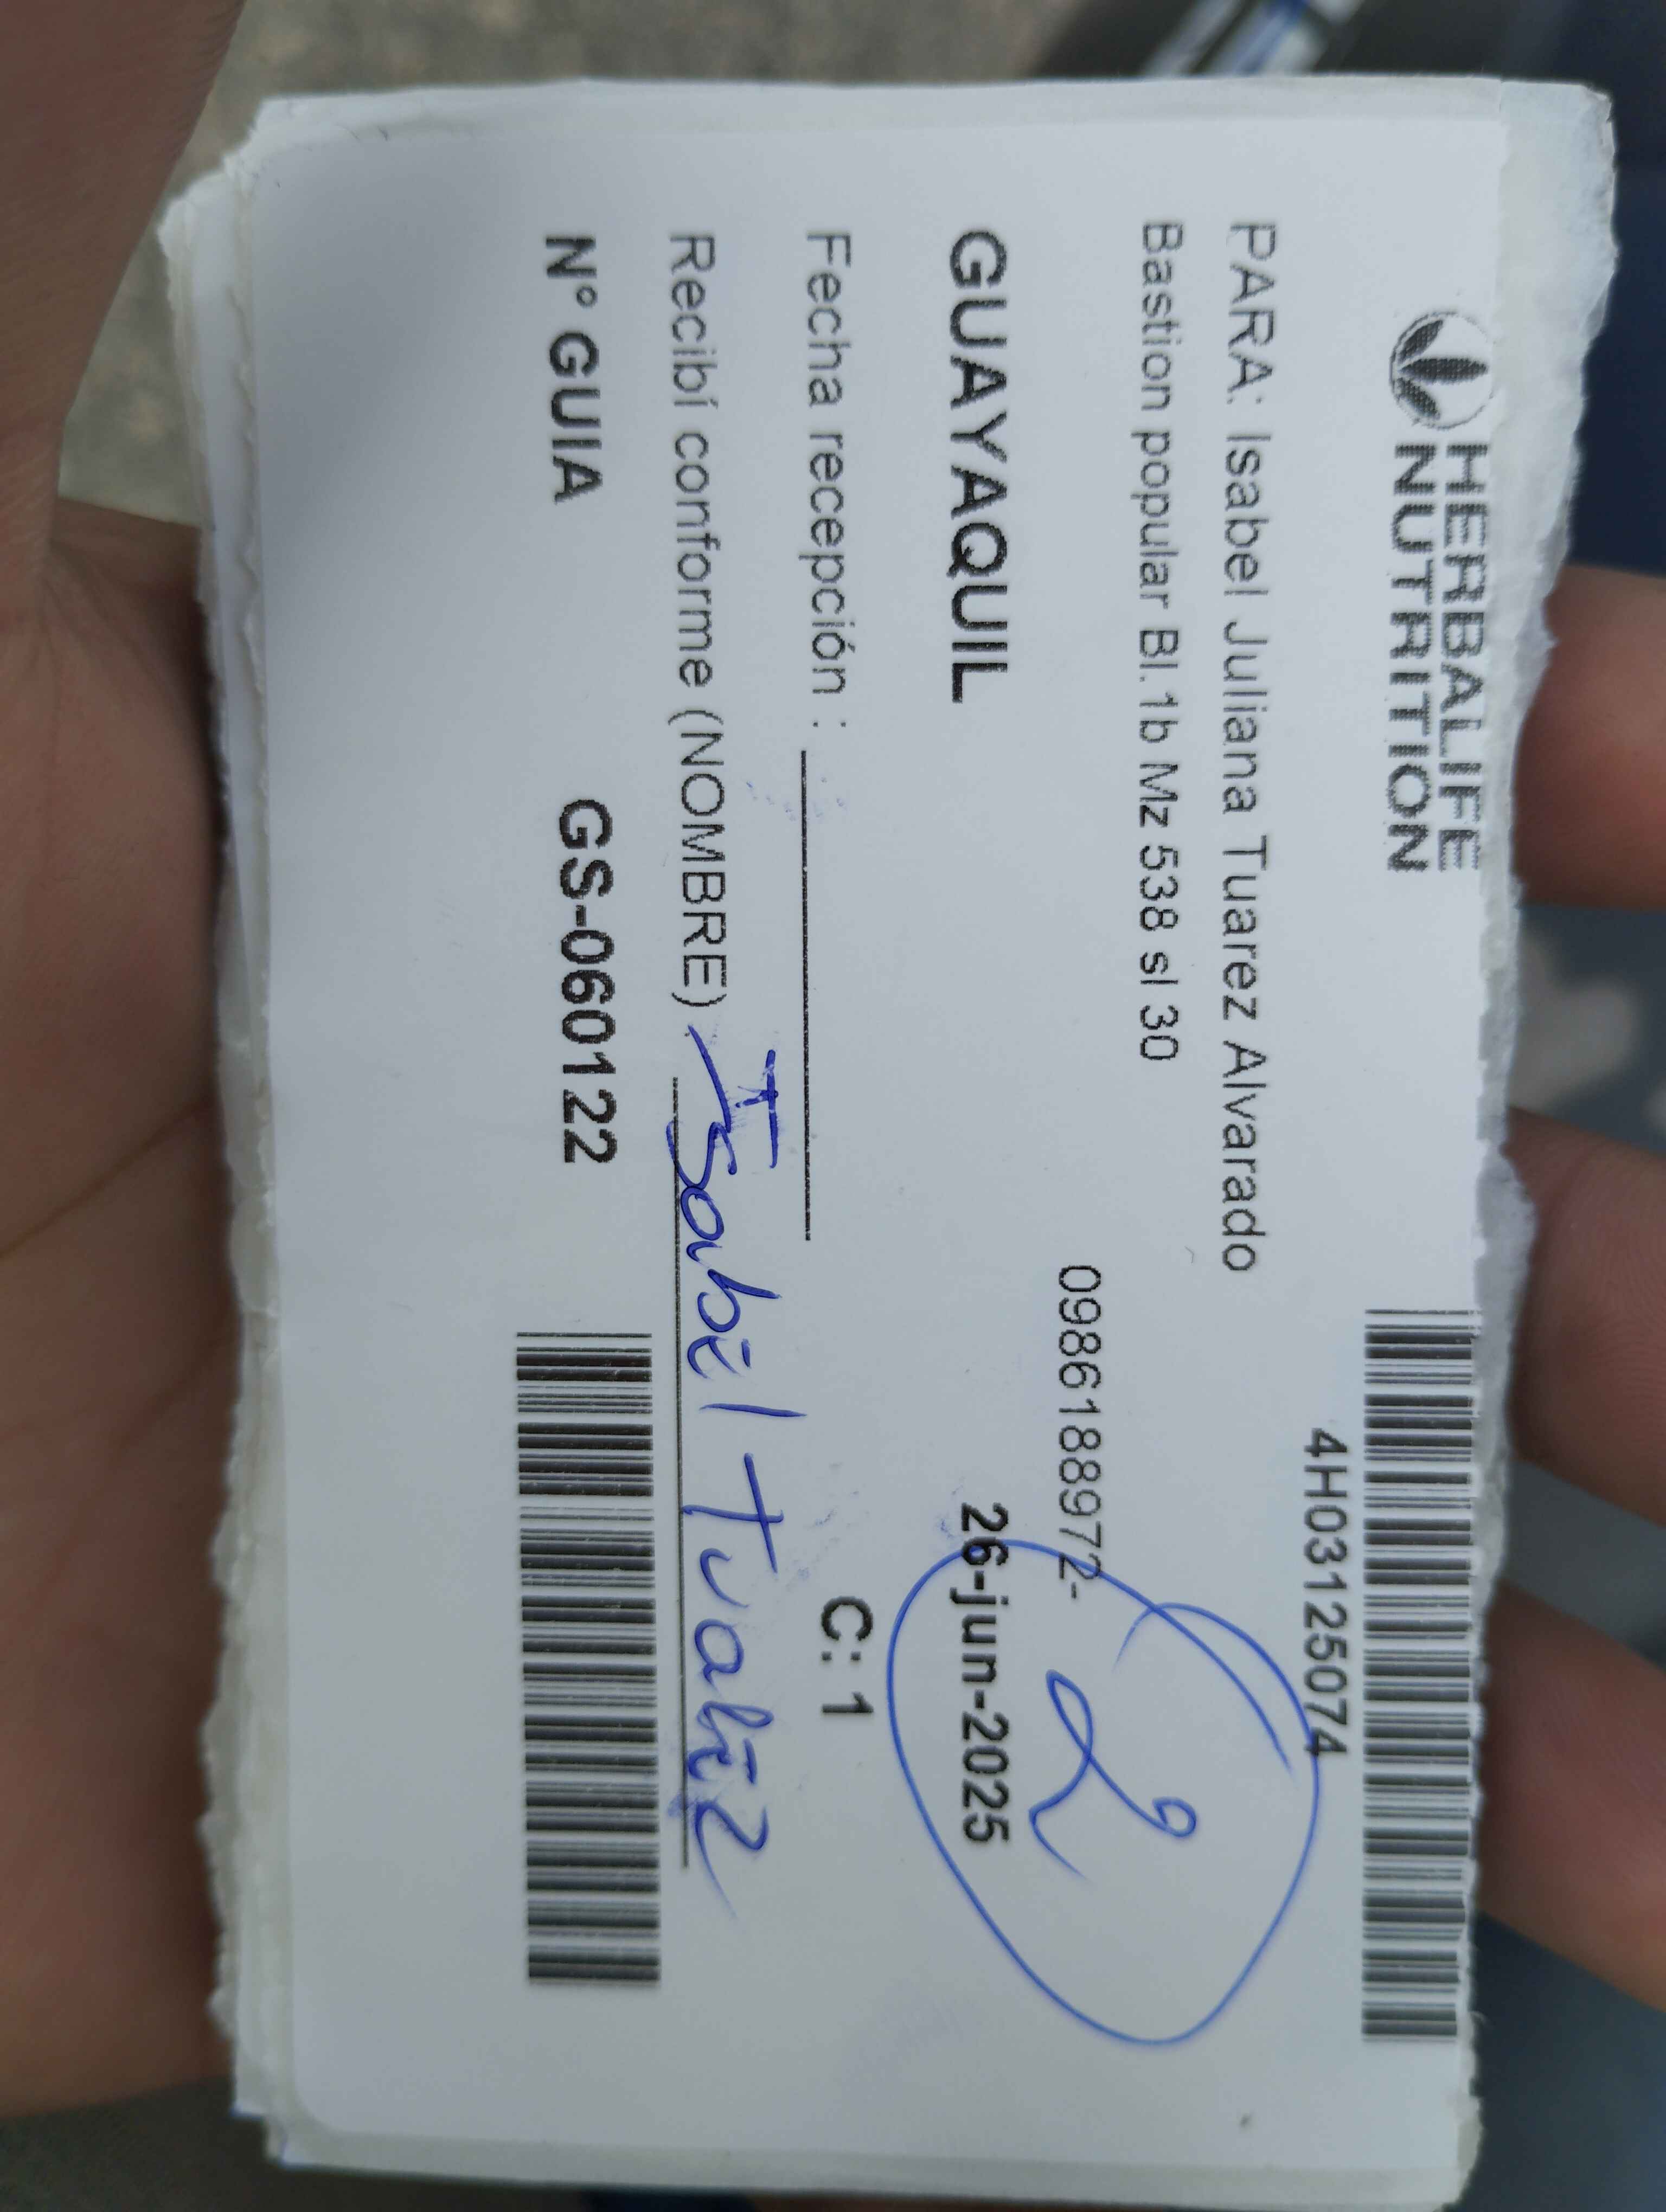 HERBALIFE
NUTRITION
4H03125074
PARA: Isabel Juliana Tuarez Alvarado
Bastion popular Bl.1b Mz 538 sl 30
0986188972-
2
GUAYAQUIL
26-jun-2025
Fecha recepción :
C: 1
Recibí conforme (NOMBRE) Isabel Tuarez
N° GUIA GS-060122